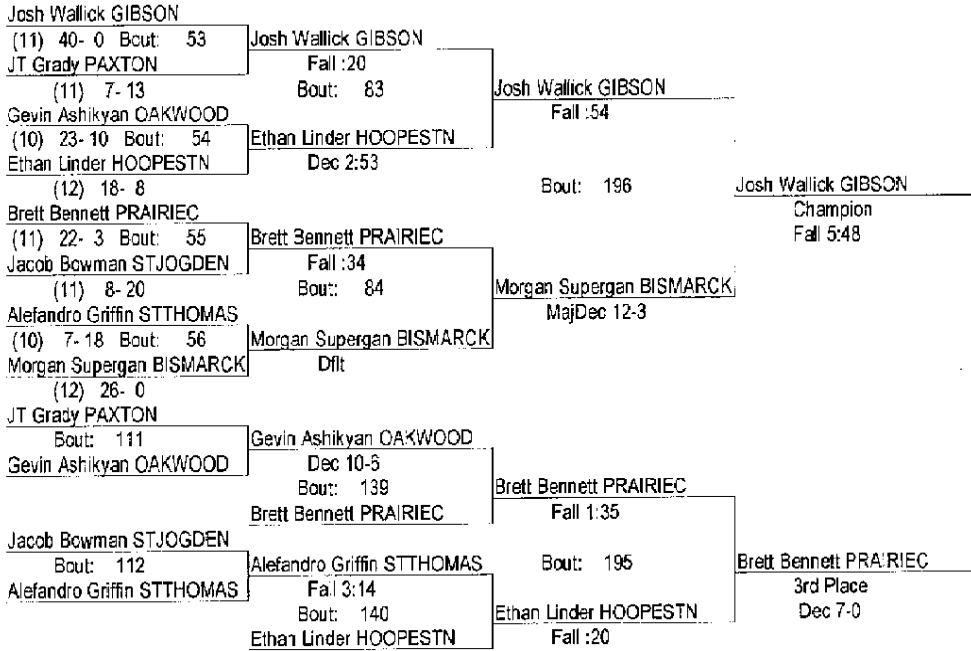 Josh Wallick GIBSON
(11) 40- 0 Bout: 53
JT Grady PAXTON
(11) 7- 13
Gevin Ashikyan OAKWOOD
(10) 23- 10 Bout: 54
Ethan Linder HOOPESTN
(12) 18- 8
Brett Bennett PRAIRIEC
(11) 22- 3 Bout: 55
Jacob Bowman STJOGDEN
(11) 8- 20
Alefandro Griffin STTHOMAS
(10) 7- 18 Bout: 56
Morgan Supergan BISMARCK
(12) 26- 0
JT Grady PAXTON
Bout: 111
Gevin Ashikyan OAKWOOD
Jacob Bowman STJOGDEN
Bout: 112
Alefandro Griffin STTHOMAS
Josh Wallick GIBSON
Fall :20
Bout: 83
Ethan Linder HOOPESTN
Dec 2:53
Brett Bennett PRAIRIEC
Fall :34
Bout: 84
Morgan Supergan BISMARCK
Dflt
Gevin Ashikyan OAKWOOD
Dec 10-6
Bout: 139
Brett Bennett PRAIRIEC
Alefandro Griffin STTHOMAS
Fall 3:14
Bout: 140
Ethan Linder HOOPESTN
Josh Wallick GIBSON
Fall :54
Bout: 196
Morgan Supergan BISMARCK
MajDec 12-3
Brett Bennett PRAIRIEC
Fall 1:35
Bout: 195
Ethan Linder HOOPESTN
Fall :20
Josh Wallick GIBSON
Champion
Fall 5:48
Brett Bennett PRAIRIEC
3rd Place
Dec 7-0